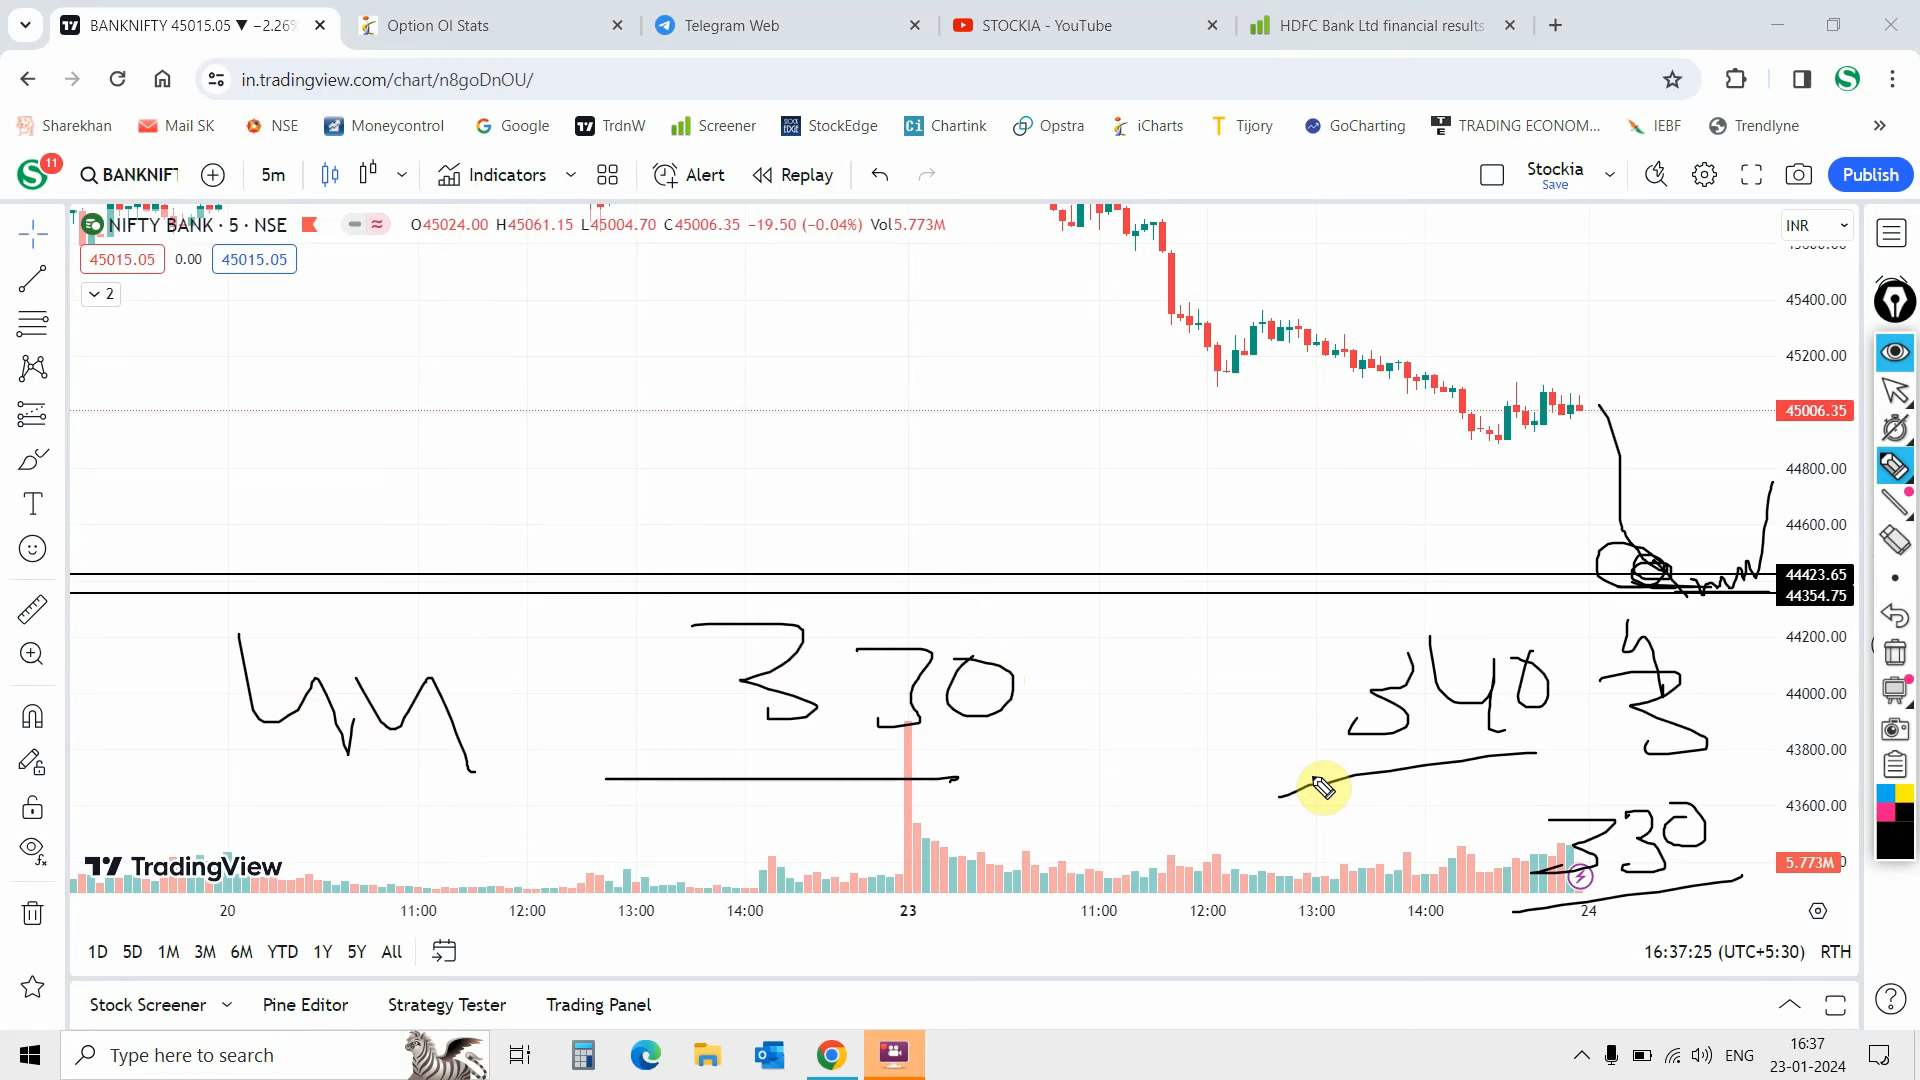 BANKNIFTY 45015.05 ▼ −2.26%
Option OI Stats
Telegram Web
STOCKIA - YouTube
HDFC Bank Ltd financial results
in.tradingview.com/chart/n8goDnOU/
Sharekhan
Mail SK
NSE
Moneycontrol
Google
TrdnW
Screener
StockEdge
Chartink
Opstra
iCharts
Tijory
GoCharting
TRADING ECONOM...
IEBF
Trendlyne
11
BANKNIFT
5m
Indicators
Alert
Replay
Stockia
Save
Publish
NIFTY BANK · 5 · NSE
O45024.00 H45061.15 L45004.70 C45006.35 −19.50 (−0.04%) Vol5.773M
INR
45015.05
0.00
45015.05
2
45400.00
45200.00
45006.35
44800.00
44600.00
44423.65
44354.75
44200.00
44000.00
43800.00
43600.00
5.773M
330
340
330
TradingView
20
11:00
12:00
13:00
14:00
23
11:00
12:00
13:00
14:00
24
1D 5D 1M 3M 6M YTD 1Y 5Y All
16:37:25 (UTC+5:30) RTH
Stock Screener
Pine Editor
Strategy Tester
Trading Panel
Type here to search
ENG
16:37
23-01-2024